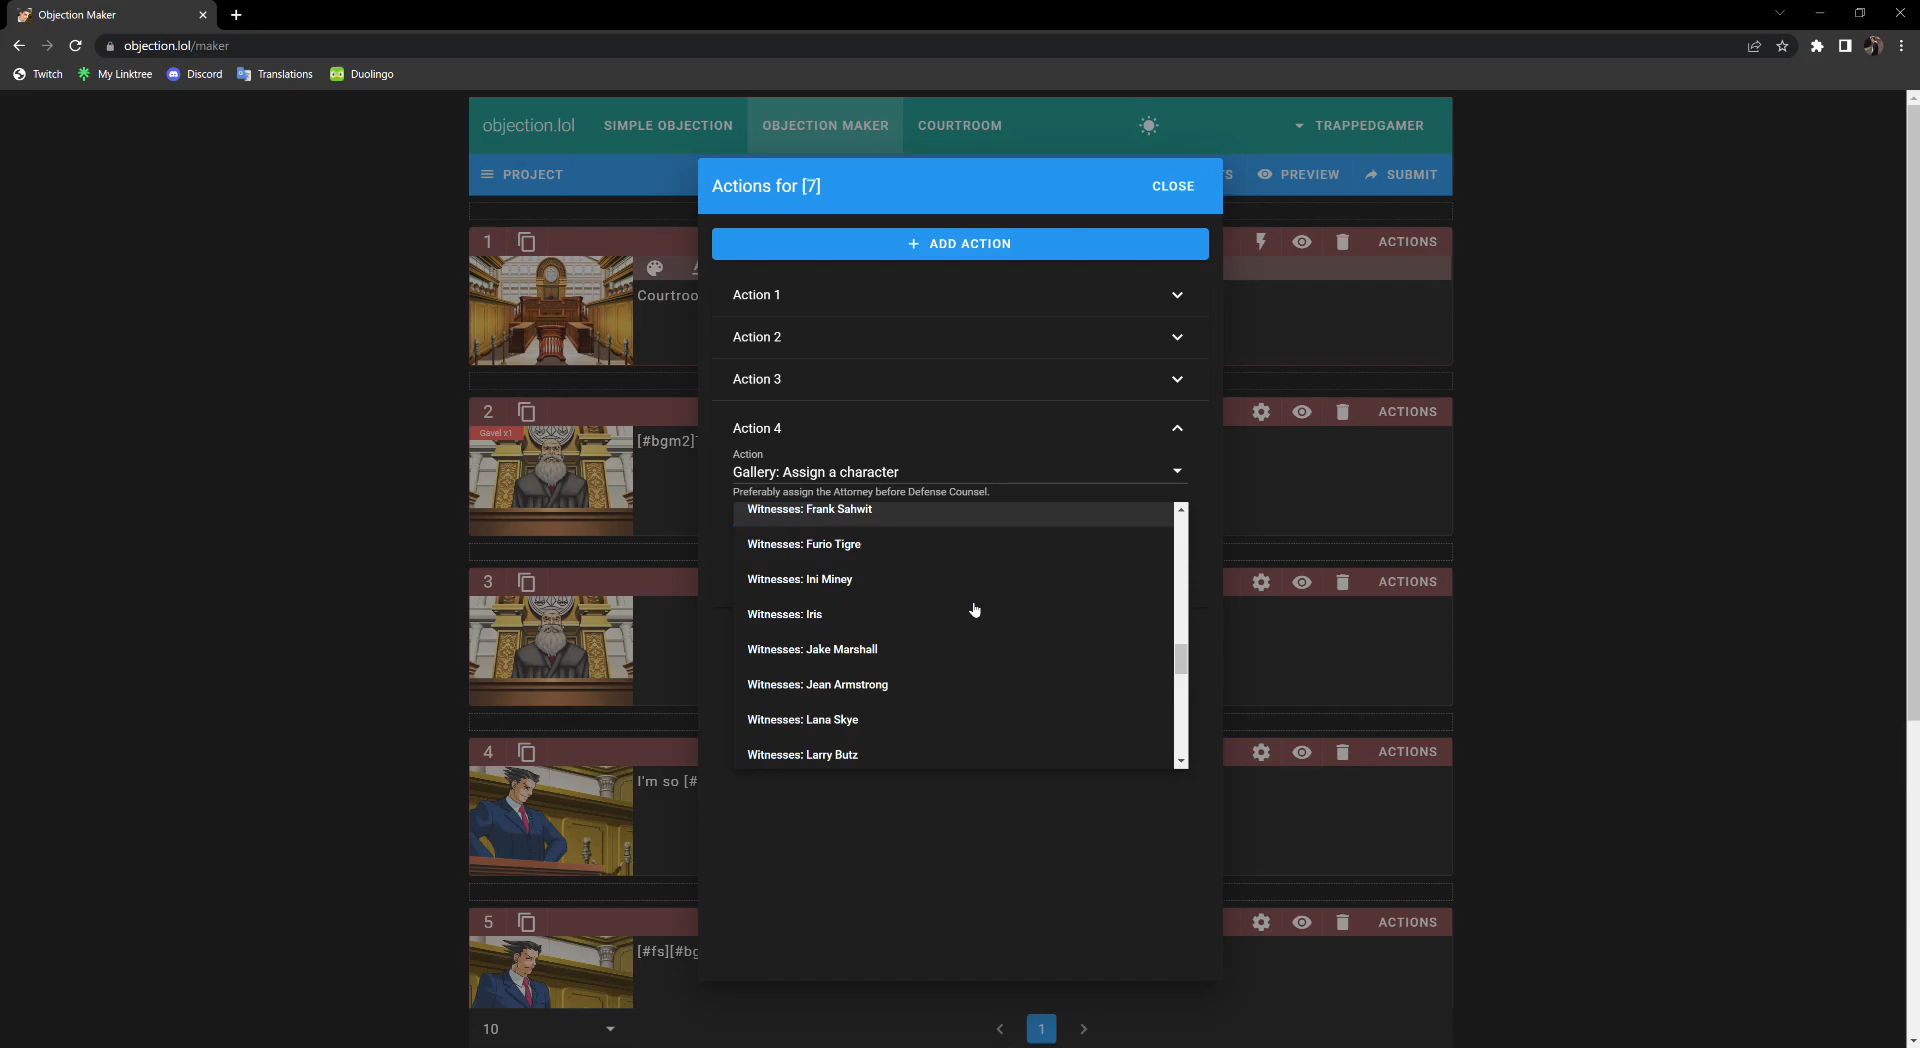 Objection Maker
objection.lol/maker
Twitch
My Linktree
Discord
Translations
Duolingo
objection.lol
SIMPLE OBJECTION
OBJECTION MAKER
COURTROOM
TRAPPEDGAMER
PROJECT
PREVIEW
SUBMIT
Actions for [7]
CLOSE
ADD ACTION
1
ACTIONS
Courtroo
Action 1
Action 2
Action 3
2
ACTIONS
Gavel x1
[#bgm2]
Action 4
Action
Gallery: Assign a character
Preferably assign the Attorney before Defense Counsel.
Witnesses: Frank Sahwit
Witnesses: Furio Tigre
Witnesses: Ini Miney
Witnesses: Iris
Witnesses: Jake Marshall
Witnesses: Jean Armstrong
Witnesses: Lana Skye
Witnesses: Larry Butz
3
ACTIONS
4
ACTIONS
I'm so [#
5
ACTIONS
[#fs][#bg
10
1